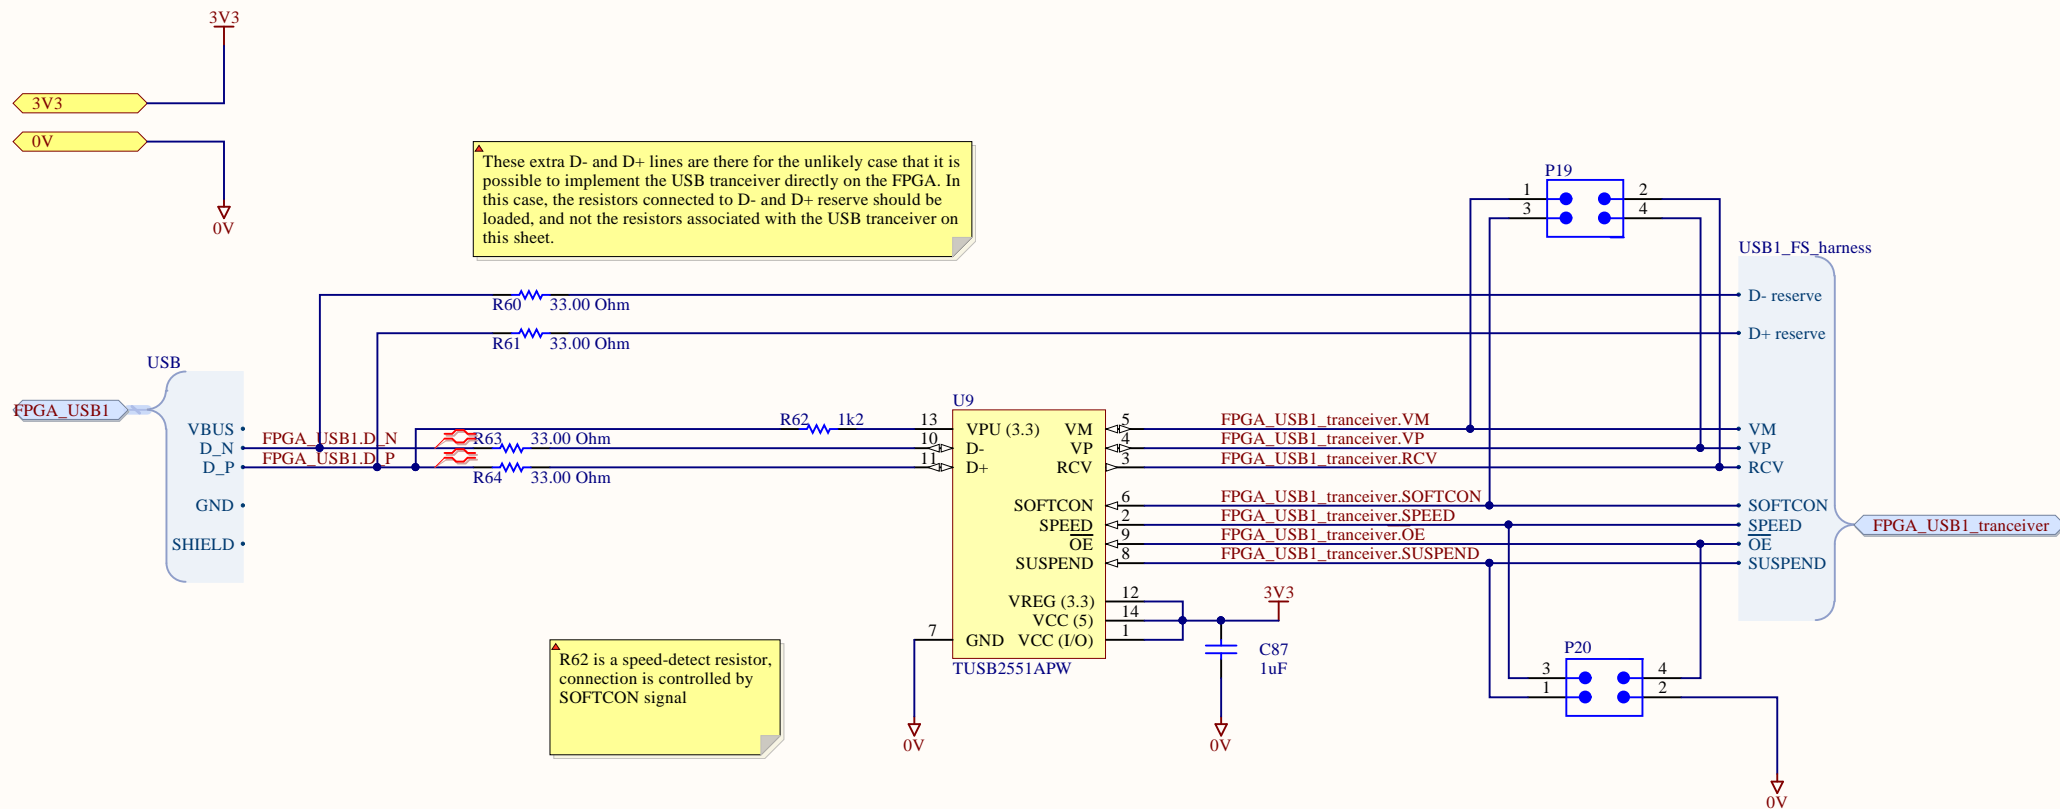 3V3
3V3
0V
0V
These extra D- and D+ lines are there for the unlikely case that it is
possible to implement the USB tranceiver directly on the FPGA. In
this case, the resistors connected to D- and D+ reserve should be
loaded, and not the resistors associated with the USB tranceiver on
this sheet.
P19
1 2
3 4
USB1_FS_harness
R60 33.00 Ohm
D- reserve
R61 33.00 Ohm
D+ reserve
USB
FPGA_USB1
VBUS
D_N
D_P
GND
SHIELD
FPGA_USB1.D_N
FPGA_USB1.D_P
R62 1k2
R63 33.00 Ohm
R64 33.00 Ohm
U9
13 VPU (3.3) VM 5
10 D- VP 4
11 D+ RCV 3
SOFTCON 6
SPEED 2
OE 9
SUSPEND 8
VREG (3.3) 12
VCC (5) 14
7 GND VCC (I/O) 1
TUSB2551APW
FPGA_USB1_tranceiver.VM
FPGA_USB1_tranceiver.VP
FPGA_USB1_tranceiver.RCV
FPGA_USB1_tranceiver.SOFTCON
FPGA_USB1_tranceiver.SPEED
FPGA_USB1_tranceiver.OE
FPGA_USB1_tranceiver.SUSPEND
VM
VP
RCV
SOFTCON
SPEED
OE
SUSPEND
FPGA_USB1_tranceiver
3V3
C87
1uF
0V
0V
R62 is a speed-detect resistor,
connection is controlled by
SOFTCON signal
P20
3 4
1 2
0V